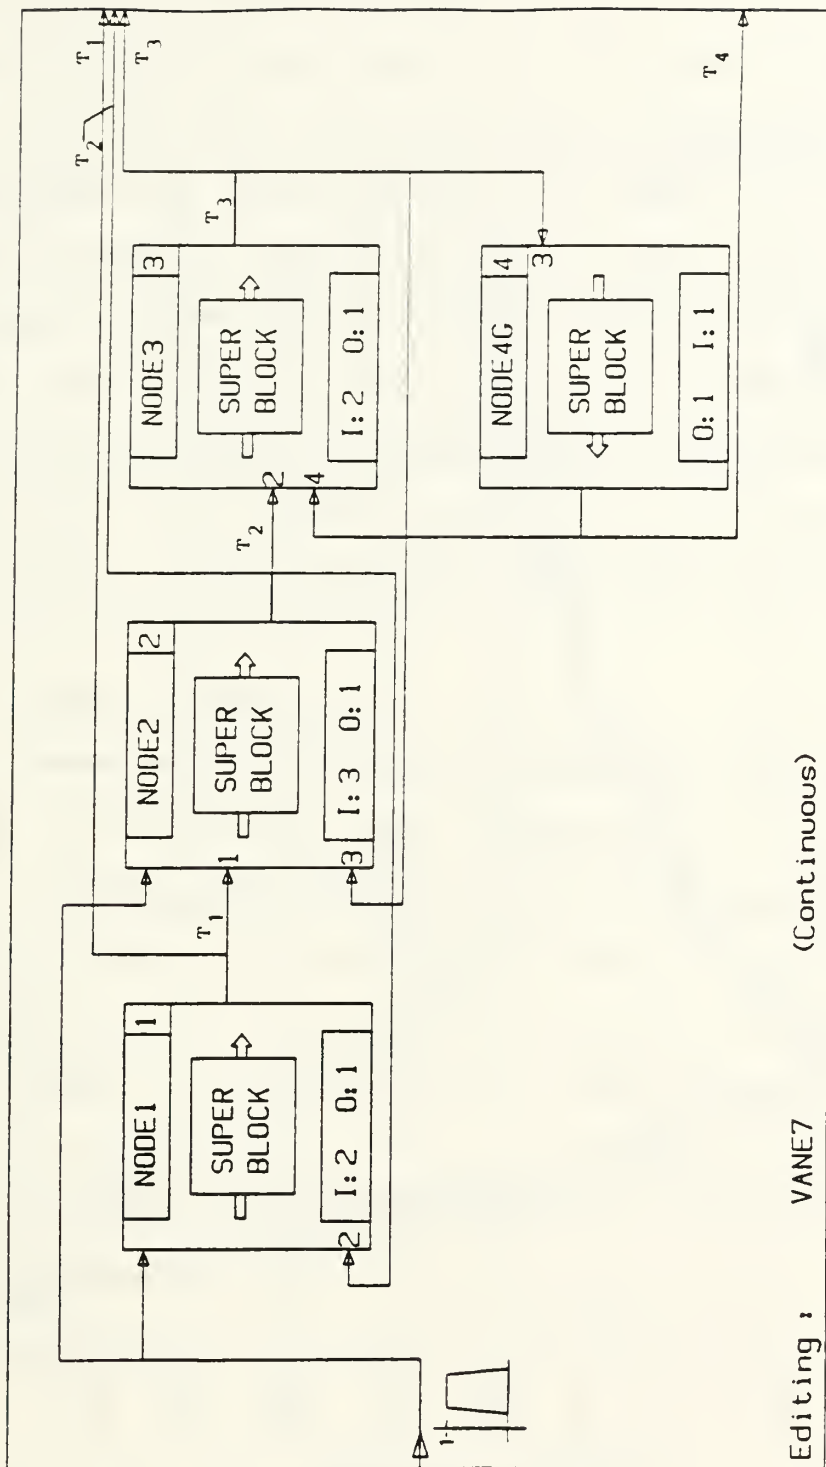 T1
T2
T3
NODE1 1
SUPER
BLOCK
I:2 O:1
2
T1
NODE2 2
SUPER
BLOCK
I:3 O:1
1
3
T2
NODE3 3
SUPER
BLOCK
I:2 O:1
2
4
T3
NODE4G 4
SUPER
BLOCK
O:1 I:1
3
T4
1
Editing : VANE7 (Continuous)